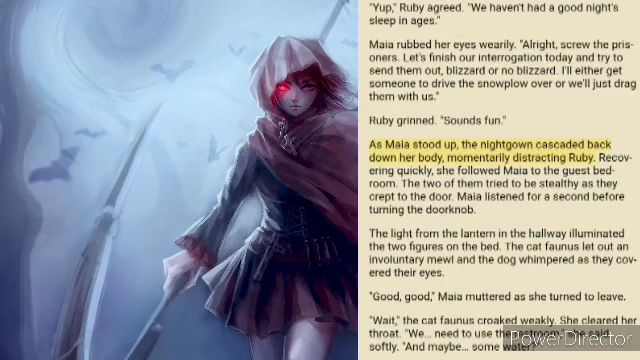 "Yup," Ruby agreed. "We haven't had a good night's
sleep in ages."
Maia rubbed her eyes wearily. "Alright, screw the pris-
oners. Let's finish our interrogation today and try to
send them out, blizzard or no blizzard. I'll either get
someone to drive the snowplow over or we'll just drag
them with us."
Ruby grinned. "Sounds fun."
As Maia stood up, the nightgown cascaded back
down her body, momentarily distracting Ruby. Recov-
ering quickly, she followed Maia to the guest bed-
room. The two of them tried to be stealthy as they
crept to the door. Maia listened for a second before
turning the doorknob.
The light from the lantern in the hallway illuminated
the two figures on the bed. The cat faunus let out an
involuntary mewl and the dog whimpered as they cov-
ered their eyes.
"Good, good," Maia muttered as she turned to leave.
"Wait," the cat faunus croaked weakly. She cleared her
throat. "We... need to use the restroom," she said
softly. "And maybe... some water?"
PowerDirector